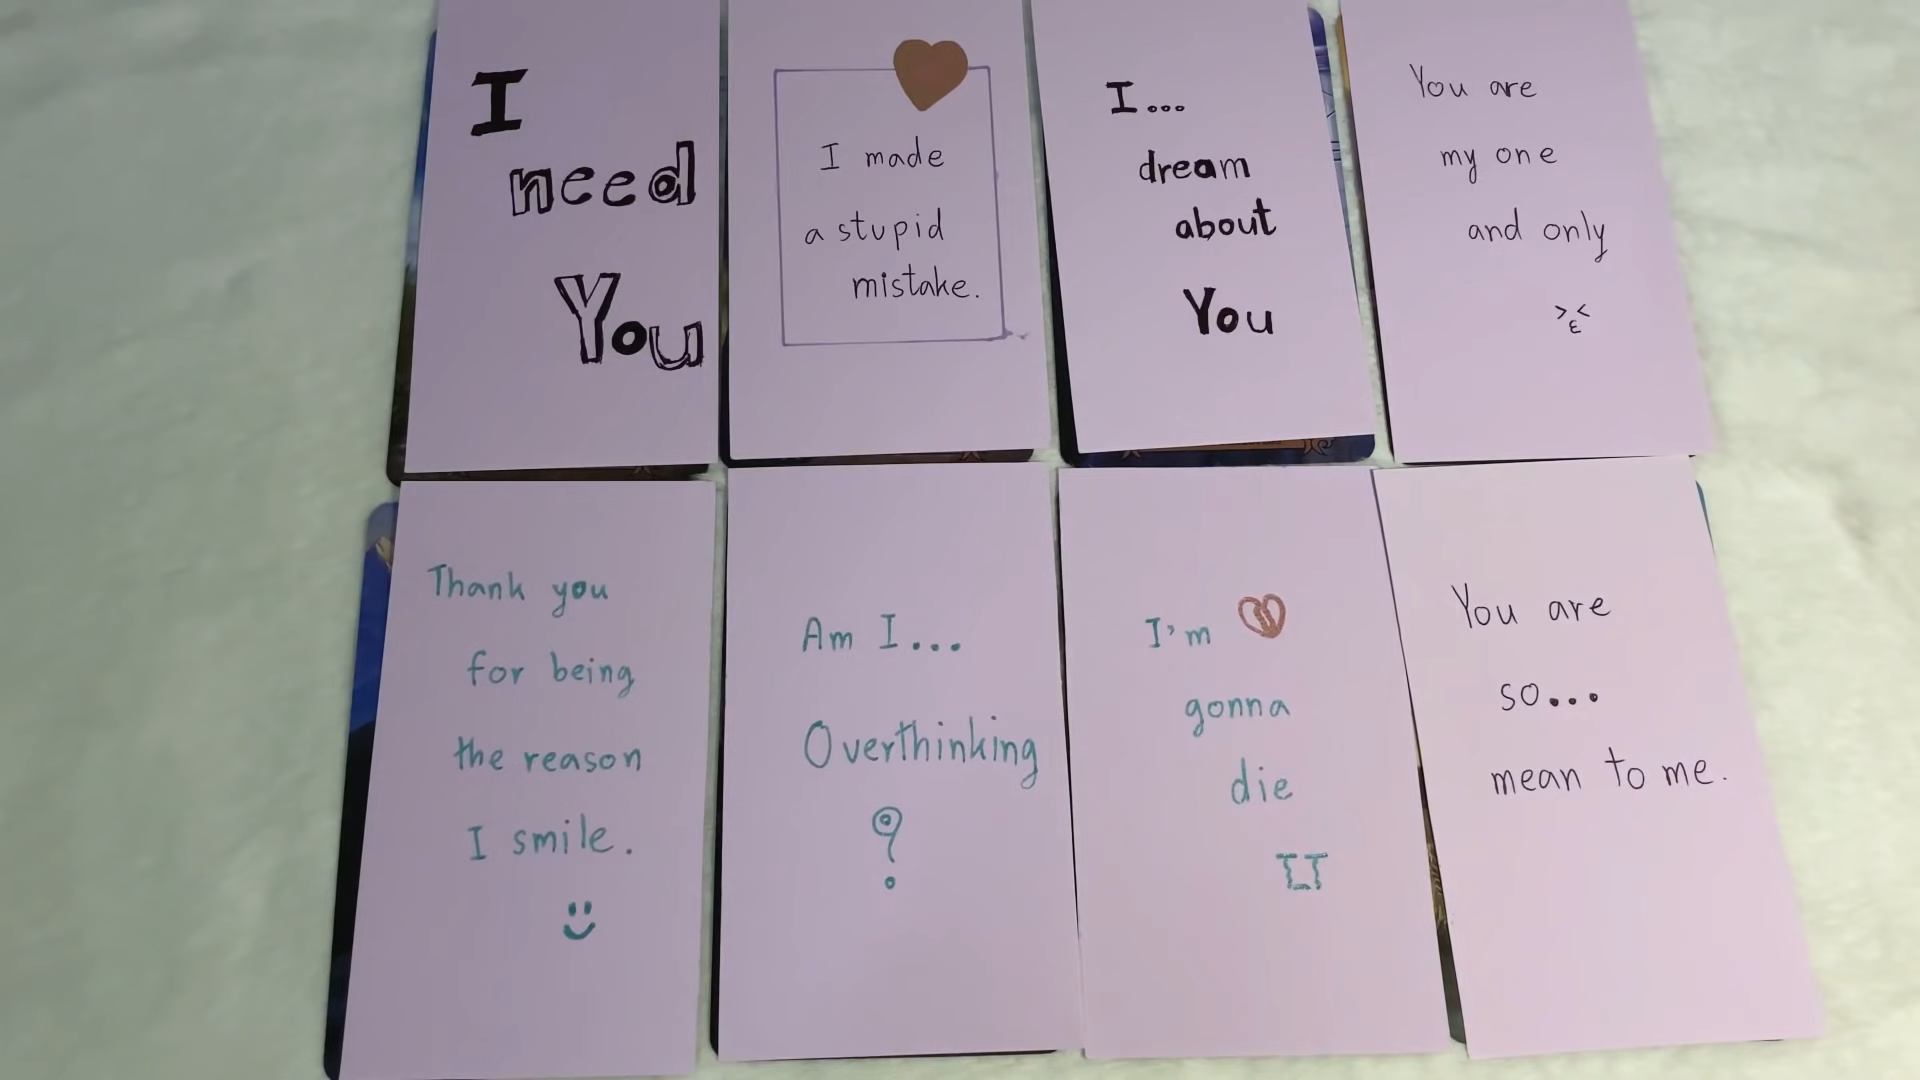 I
need
You
I made
a stupid
mistake.
I...
dream
about
You
You are
my one
and only
Thank you
for being
the reason
I smile.
Am I...
Overthinking
?
I'm
gonna
die
You are
so...
mean to me.